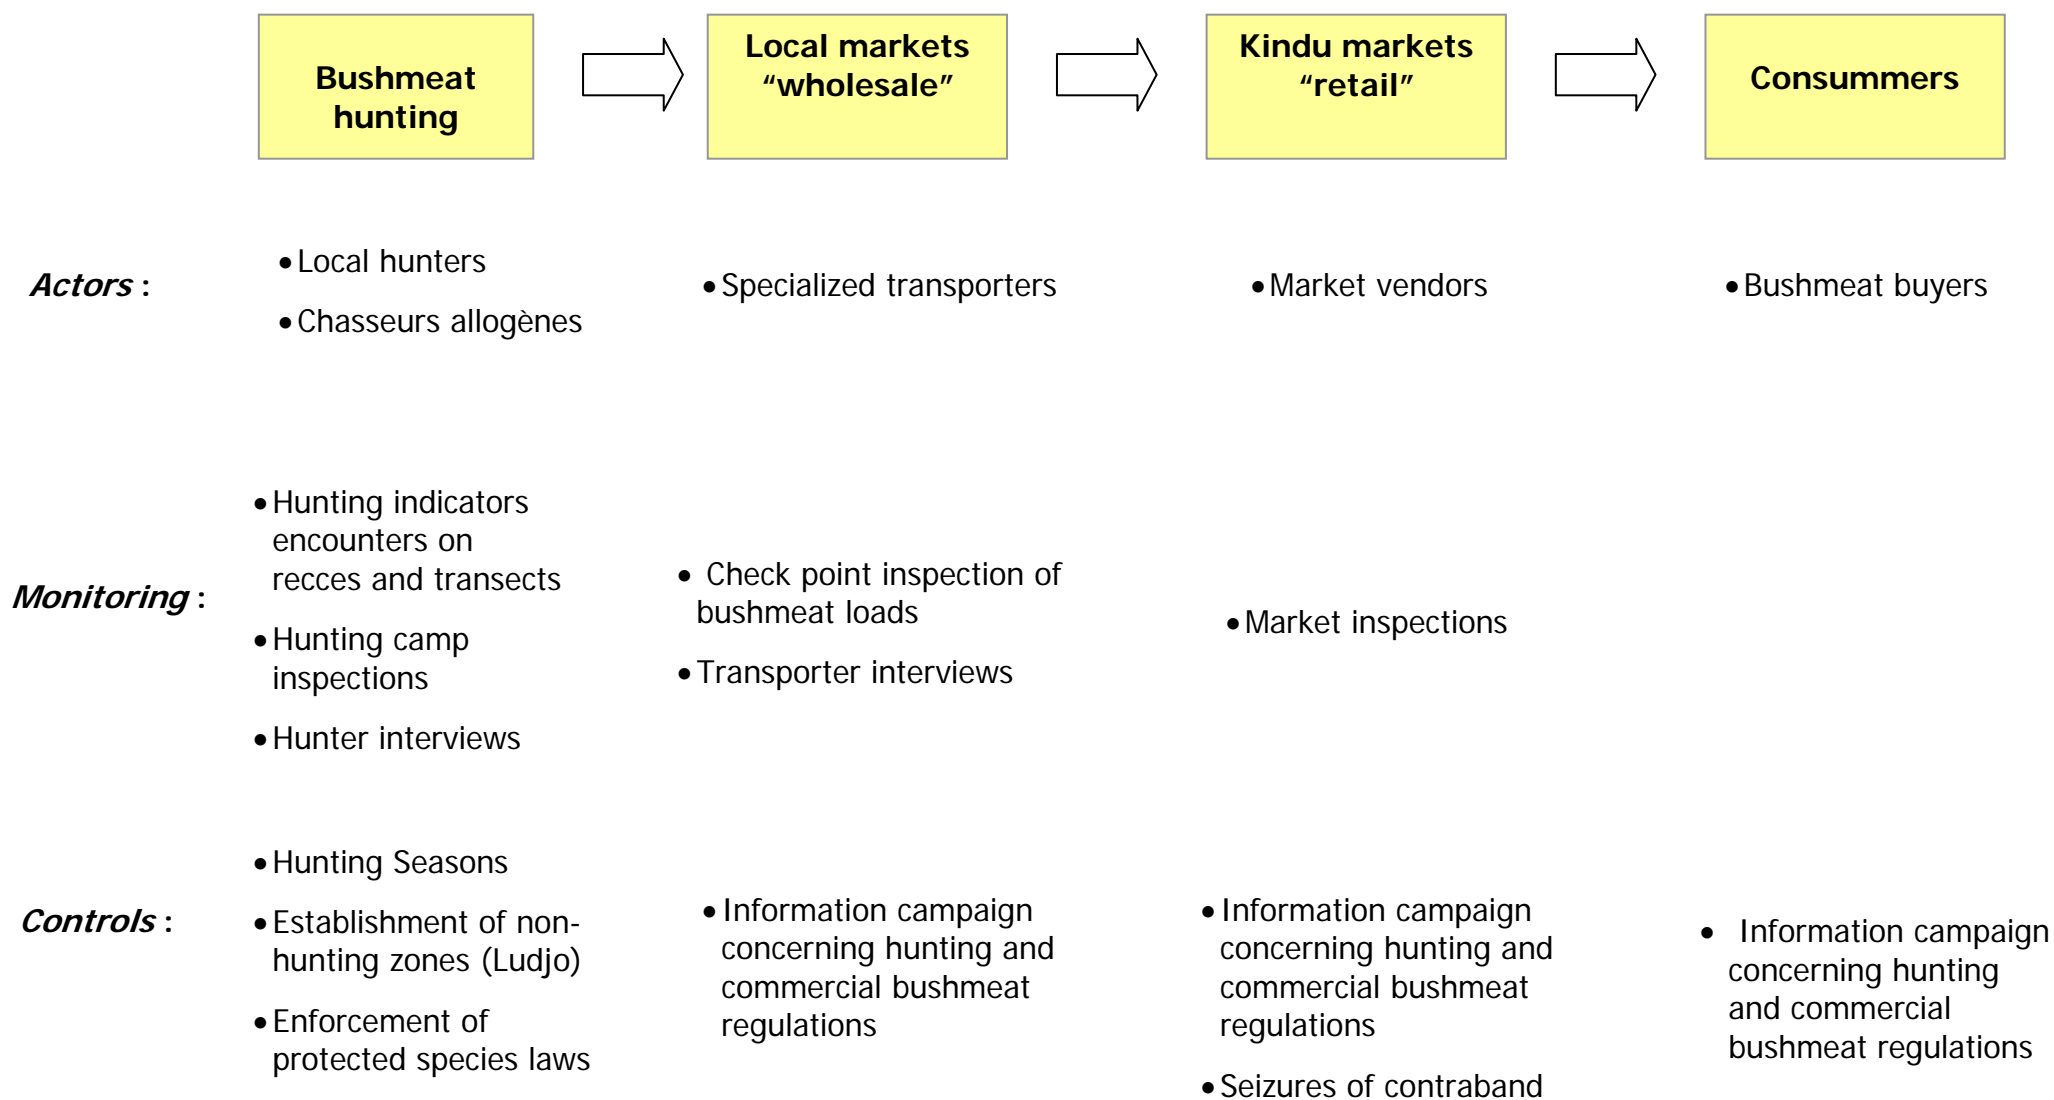 Bushmeat
hunting
Local markets
“wholesale”
Kindu markets
“retail”
Consummers
Actors :
•Local hunters
•Chasseurs allogènes
•Specialized transporters
•Market vendors
•Bushmeat buyers
Monitoring :
•Hunting indicators
encounters on
recces and transects
•Hunting camp
inspections
•Hunter interviews
• Check point inspection of
bushmeat loads
•Transporter interviews
•Market inspections
Controls :
•Hunting Seasons
•Establishment of non-
hunting zones (Ludjo)
•Enforcement of
protected species laws
•Information campaign
concerning hunting and
commercial bushmeat
regulations
•Information campaign
concerning hunting and
commercial bushmeat
regulations
•Seizures of contraband
• Information campaign
concerning hunting
and commercial
bushmeat regulations